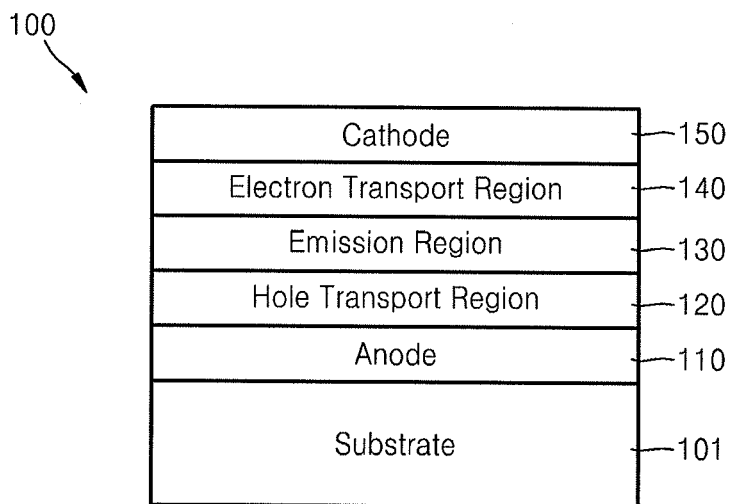 100
Cathode 150
Electron Transport Region 140
Emission Region 130
Hole Transport Region 120
Anode 110
Substrate 101